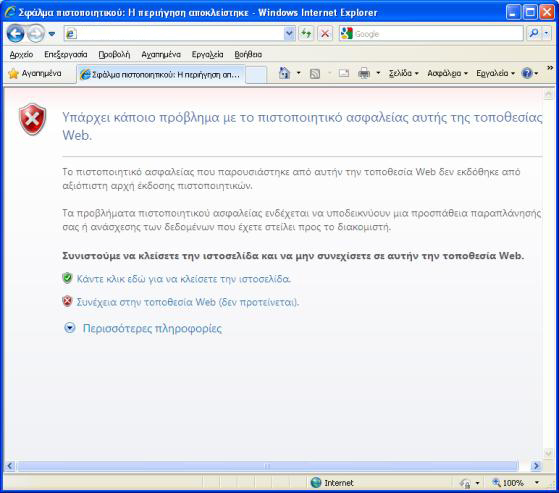 Σφάλμα πιστοποιητικού: Η περιήγηση αποκλείστηκε - Windows Internet Explorer
Google
Αρχείο Επεξεργασία Προβολή Αγαπημένα Εργαλεία Βοήθεια
Αγαπημένα Σφάλμα πιστοποιητικού: Η περιήγηση απ... Σελίδα Ασφάλεια Εργαλεία
Υπάρχει κάποιο πρόβλημα με το πιστοποιητικό ασφαλείας αυτής της τοποθεσίας
Web.
Το πιστοποιητικό ασφαλείας που παρουσιάστηκε από αυτήν την τοποθεσία Web δεν εκδόθηκε από
αξιόπιστη αρχή έκδοσης πιστοποιητικών.
Τα προβλήματα πιστοποιητικού ασφαλείας ενδέχεται να υποδεικνύουν μια προσπάθεια παραπλάνησής
σας ή ανάσχεσης των δεδομένων που έχετε στείλει προς το διακομιστή.
Συνιστούμε να κλείσετε την ιστοσελίδα και να μην συνεχίσετε σε αυτήν την τοποθεσία Web.
Κάντε κλικ εδώ για να κλείσετε την ιστοσελίδα.
Συνέχεια στην τοποθεσία Web (δεν προτείνεται).
Περισσότερες πληροφορίες
Internet 100%